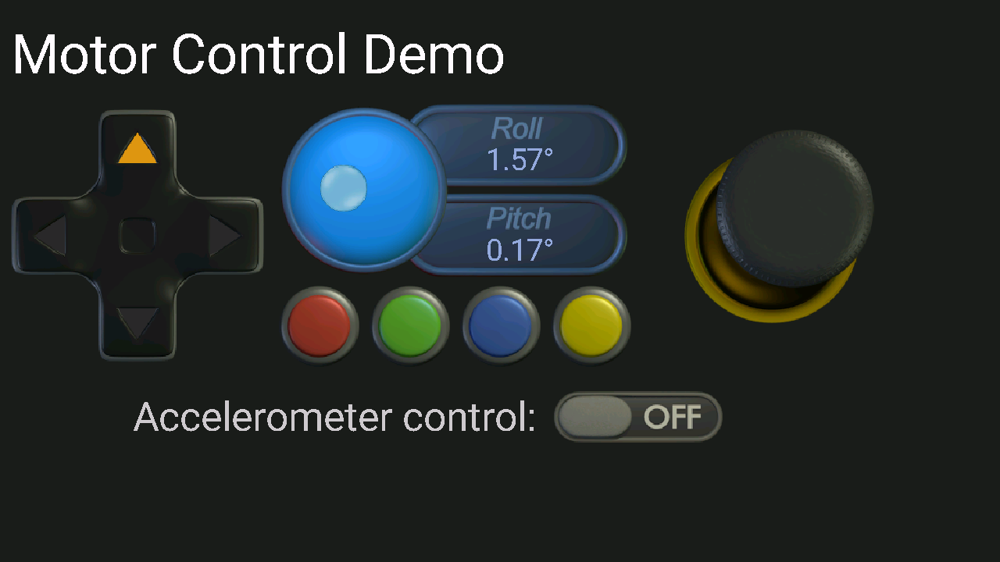 Motor Control Demo
Roll
1.57°
Pitch
0.17°
Accelerometer control:
OFF